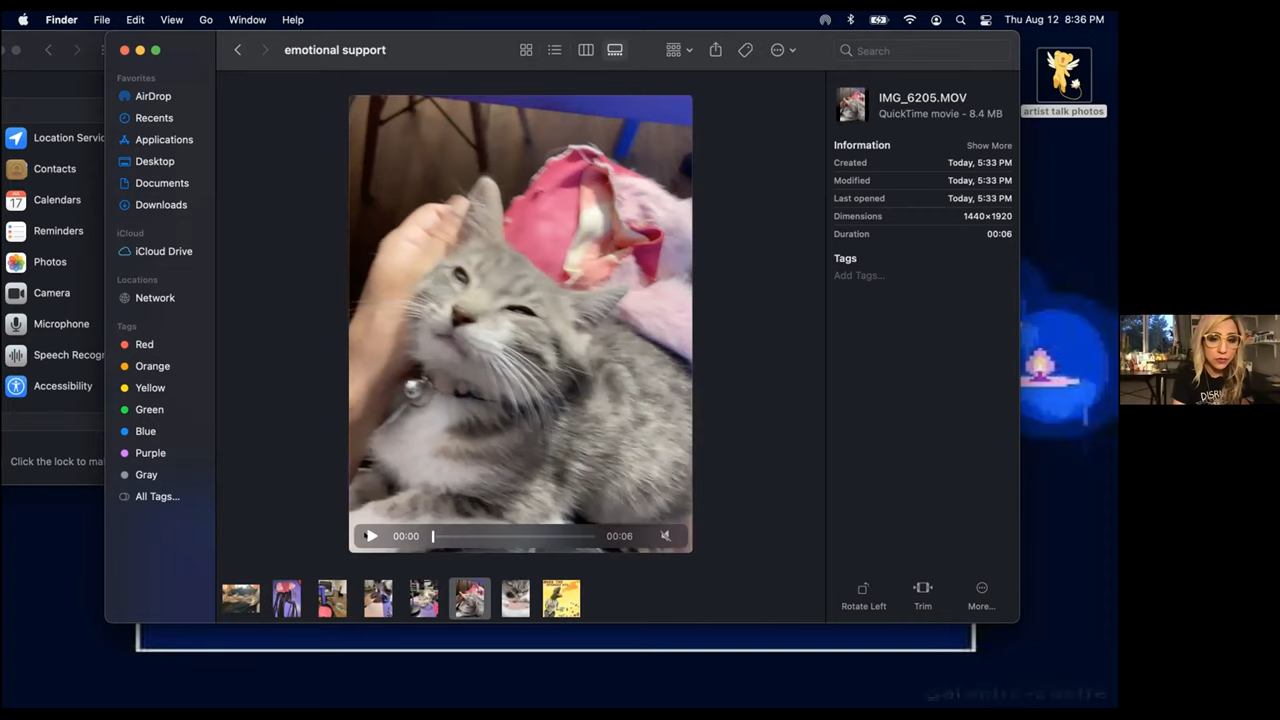 Finder File Edit View Go Window Help Thu Aug 12 8:36 PM
emotional support
Search
Favorites
AirDrop
Recents
Applications
Desktop
Documents
Downloads
iCloud
iCloud Drive
Locations
Network
Tags
Red
Orange
Yellow
Green
Blue
Purple
Gray
All Tags...
Location Servic
Contacts
17
Calendars
Reminders
Photos
Camera
Microphone
Speech Recog
Accessibility
Click the lock to ma
00:00
00:06
IMG_6205.MOV
QuickTime movie - 8.4 MB
Information Show More
Created Today, 5:33 PM
Modified Today, 5:33 PM
Last opened Today, 5:33 PM
Dimensions 1440×1920
Duration 00:06
Tags
Add Tags...
Rotate Left
Trim
More...
artist talk photos